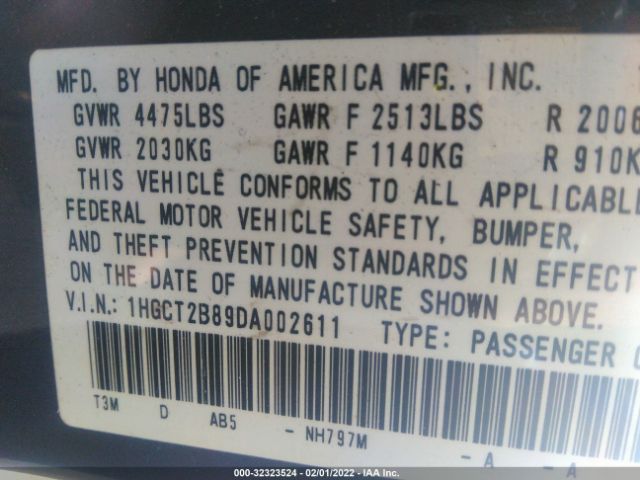 MFD. BY HONDA OF AMERICA MFG., INC.
GVWR 4475LBS GAWR F 2513LBS R 2006
GVWR 2030KG GAWR F 1140KG R 910K
THIS VEHICLE CONFORMS TO ALL APPLICABLE
FEDERAL MOTOR VEHICLE SAFETY, BUMPER,
AND THEFT PREVENTION STANDARDS IN EFFECT
ON THE DATE OF MANUFACTURE SHOWN ABOVE.
V.I.N.: 1HGCT2B89DA002611 TYPE: PASSENGER
T3M D AB5 - NH797M - A - A
000-32323524 - 02/01/2022 - IAA Inc.